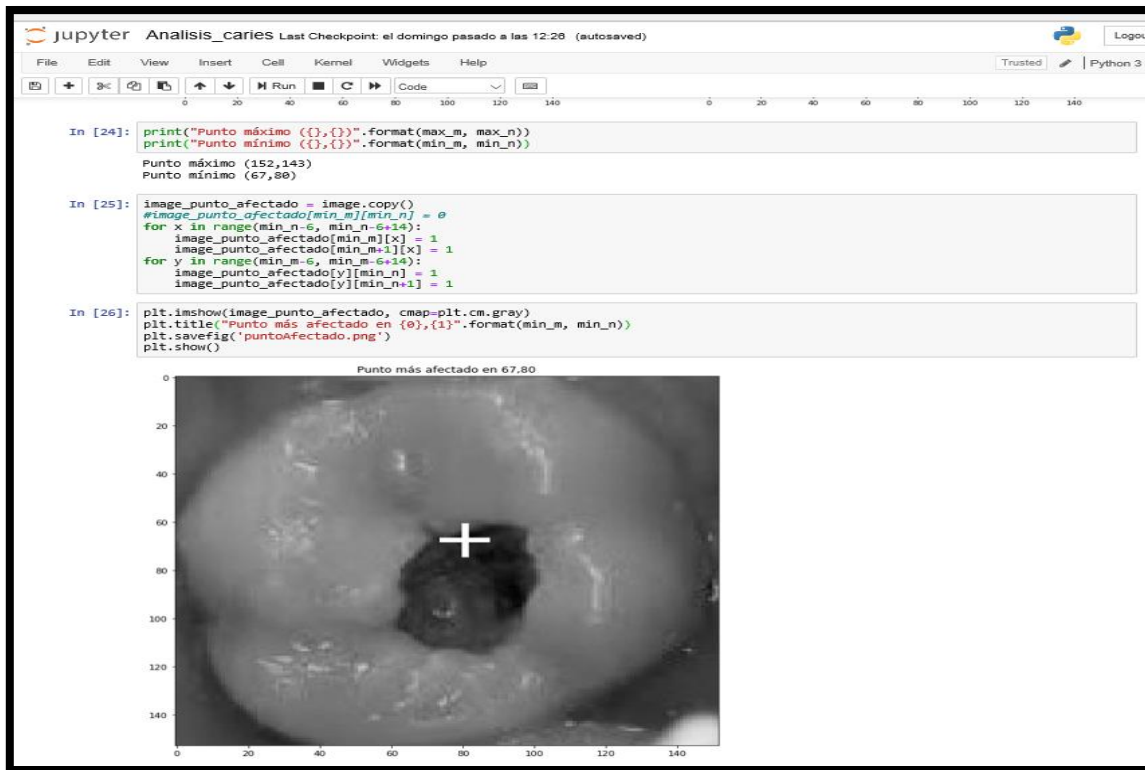 jupyter Analisis_caries Last Checkpoint: el domingo pasado a las 12:26 (autosaved)
File Edit View Insert Cell Kernel Widgets Help
Trusted Python 3
Run Code
0 20 40 60 80 100 120 140 0 20 40 60 80 100 120 140
In [24]: print("Punto máximo ({},{})".format(max_m, max_n))
print("Punto mínimo ({},{})".format(min_m, min_n))
Punto máximo (152,143)
Punto mínimo (67,80)
In [25]: image_punto_afectado = image.copy()
#image_punto_afectado[min_m][min_n] = 0
for x in range(min_n-6, min_n-6+14):
image_punto_afectado[min_m][x] = 1
image_punto_afectado[min_m+1][x] = 1
for y in range(min_m-6, min_m-6+14):
image_punto_afectado[y][min_n] = 1
image_punto_afectado[y][min_n+1] = 1
In [26]: plt.imshow(image_punto_afectado, cmap=plt.cm.gray)
plt.title("Punto más afectado en {0},{1}".format(min_m, min_n))
plt.savefig('puntoAfectado.png')
plt.show()
Punto más afectado en 67,80
0
20
40
60
80
100
120
140
0 20 40 60 80 100 120 140